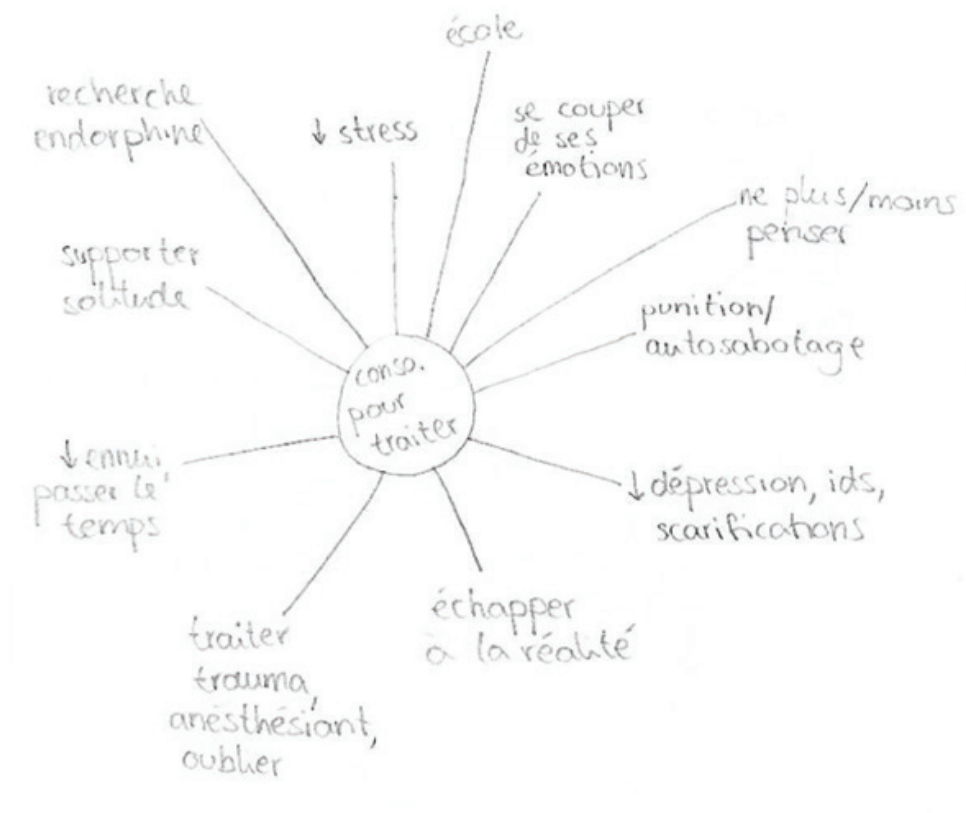 école
recherche
endorphine
↓ stress
se couper
de ses
émotions
ne plus/moins
penser
supporter
solitude
punition/
autosabotage
conso.
pour
traiter
↓ ennui,
passer le
temps
↓ dépression, ids,
scarifications
échapper
à la réalité
traiter
trauma,
anésthésiant,
oublier